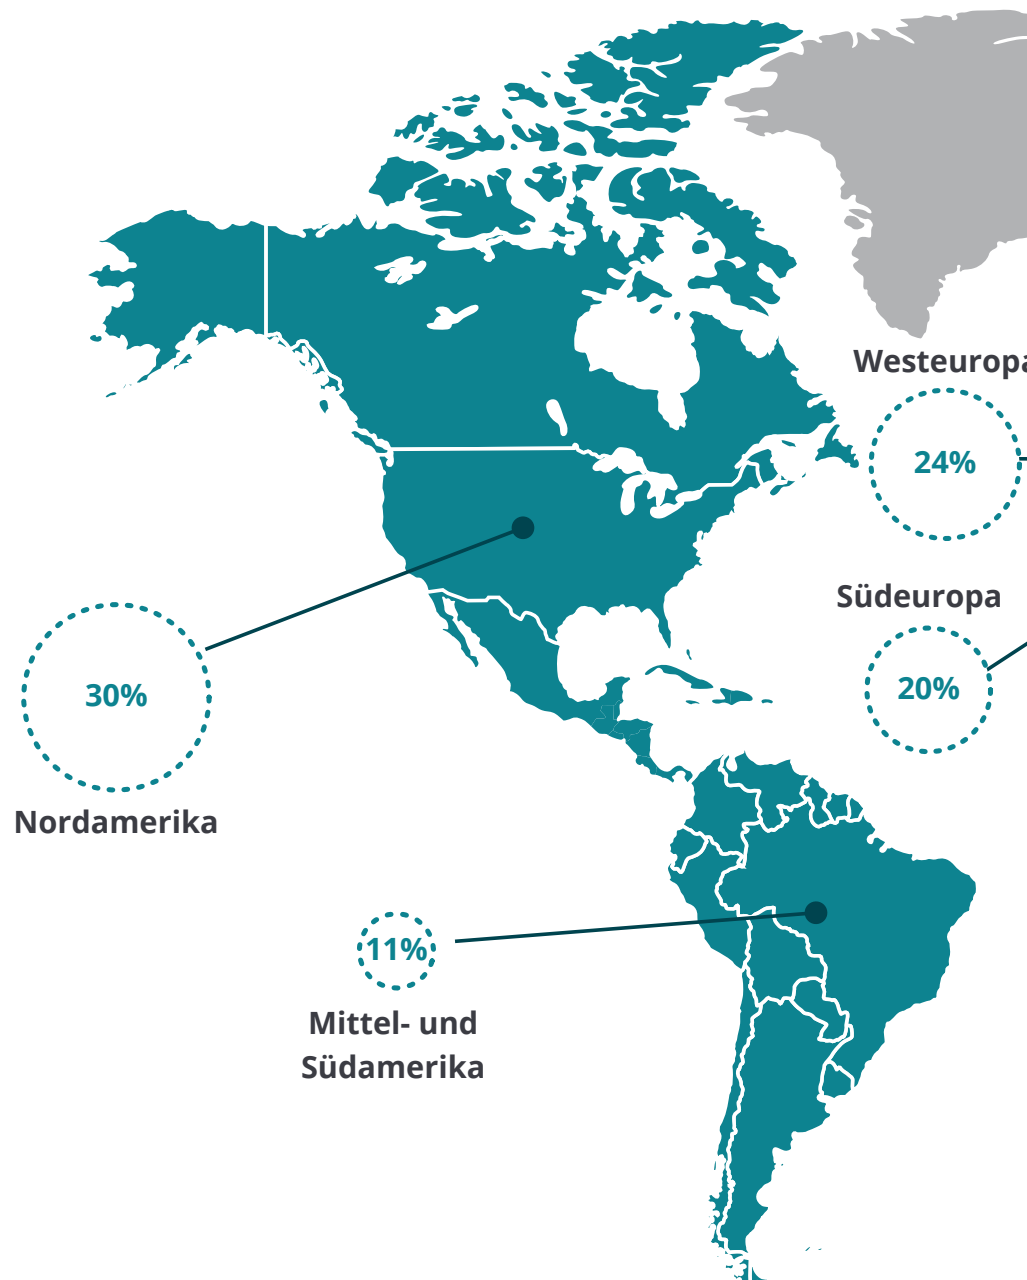 Westeuropa
24%
Südeuropa
20%
30%
Nordamerika
11%
Mittel- und
Südamerika